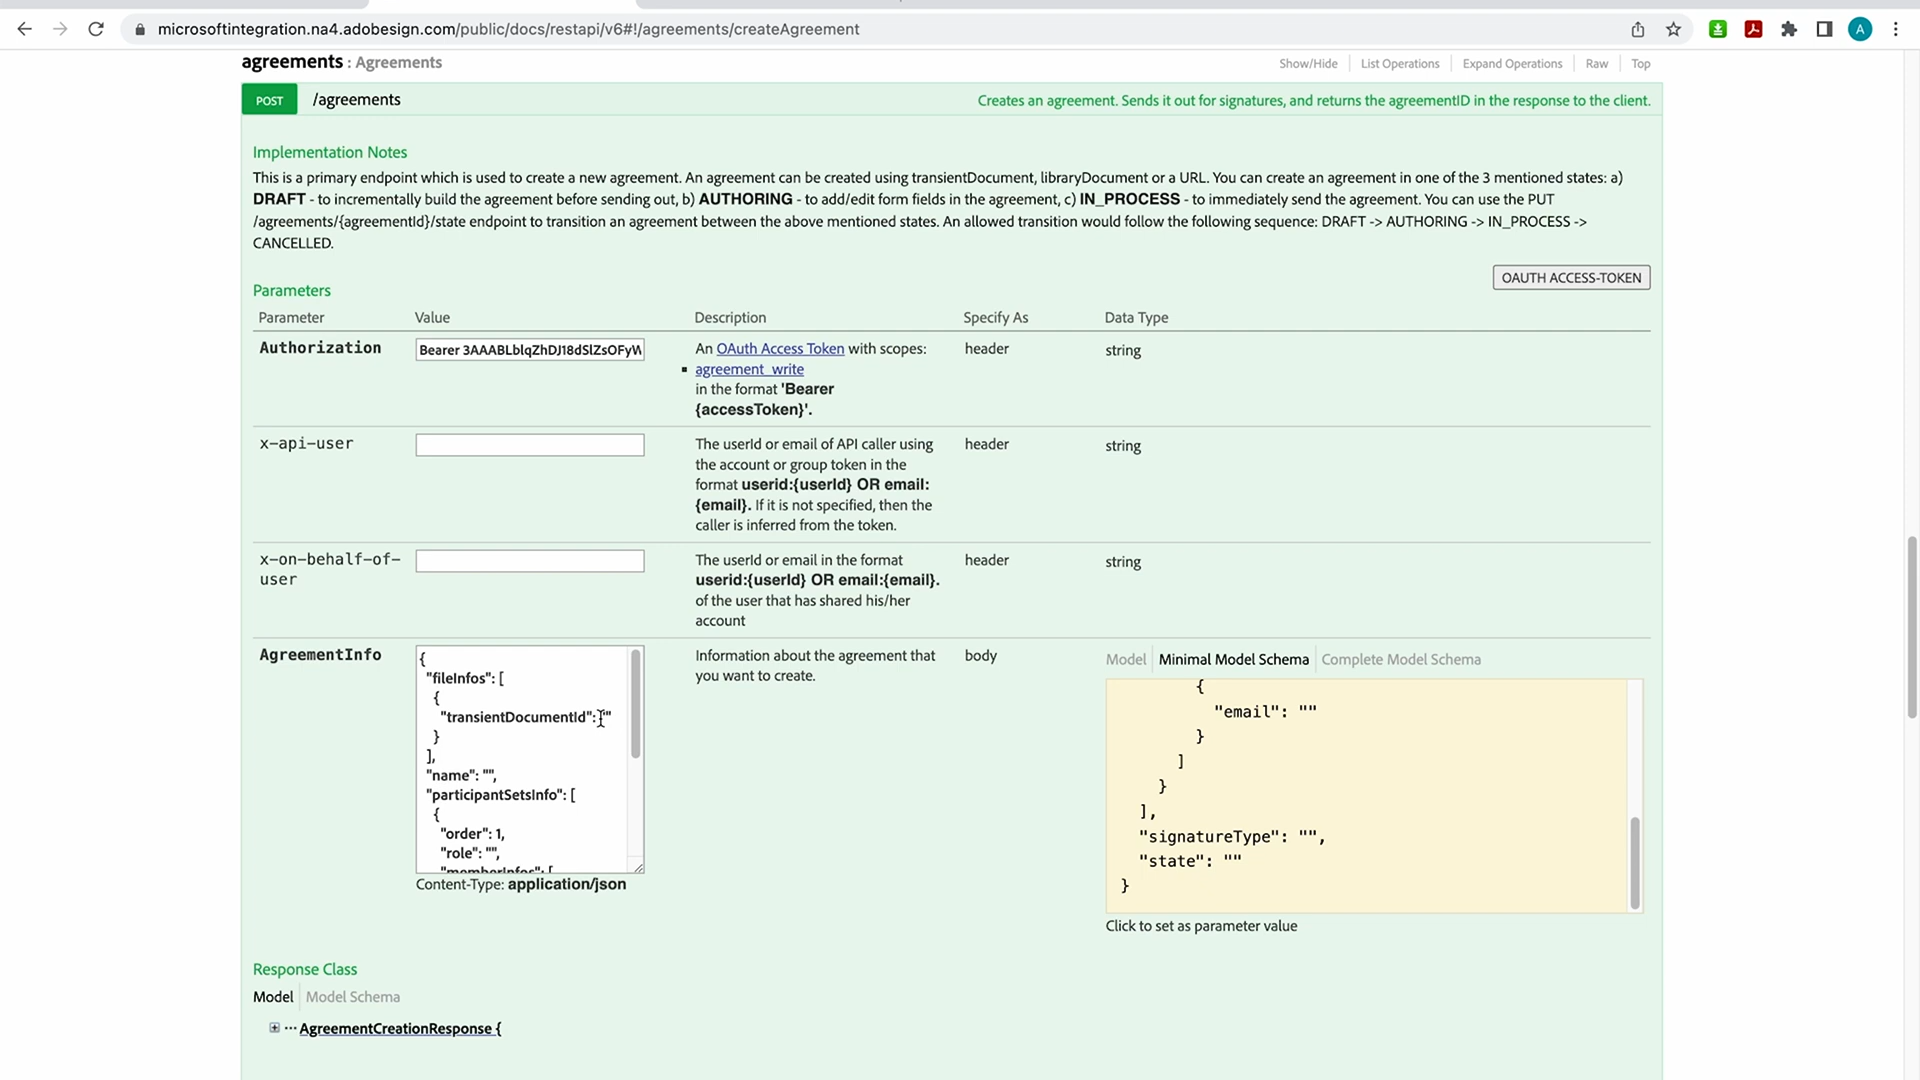 microsoftintegration.na4.adobesign.com/public/docs/restapi/v6#!/agreements/createAgreement
A
agreements : Agreements
Show/Hide
List Operations
Expand Operations
Raw
Top
POST
/agreements
Creates an agreement. Sends it out for signatures, and returns the agreementID in the response to the client.
Implementation Notes
This is a primary endpoint which is used to create a new agreement. An agreement can be created using transientDocument, libraryDocument or a URL. You can create an agreement in one of the 3 mentioned states: a)
DRAFT - to incrementally build the agreement before sending out, b) AUTHORING - to add/edit form fields in the agreement, c) IN_PROCESS - to immediately send the agreement. You can use the PUT
/agreements/{agreementId}/state endpoint to transition an agreement between the above mentioned states. An allowed transition would follow the following sequence: DRAFT -> AUTHORING -> IN_PROCESS ->
CANCELLED.
OAUTH ACCESS-TOKEN
Parameters
Parameter
Value
Description
Specify As
Data Type
Authorization
Bearer 3AAABLblqZhDJ18dSlZsOFyW
An OAuth Access Token with scopes:
agreement_write
in the format 'Bearer
{accessToken}'.
header
string
x-api-user
The userId or email of API caller using
the account or group token in the
format userid:{userId} OR email:
{email}. If it is not specified, then the
caller is inferred from the token.
header
string
x-on-behalf-of-
user
The userId or email in the format
userid:{userId} OR email:{email}.
of the user that has shared his/her
account
header
string
AgreementInfo
{
"fileInfos": [
{
"transientDocumentId": ""
}
],
"name": "",
"participantSetsInfo": [
{
"order": 1,
"role": "",
"memberInfos": [
Content-Type: application/json
Information about the agreement that
you want to create.
body
Model
Minimal Model Schema
Complete Model Schema
{
"email": ""
}
]
}
],
"signatureType": "",
"state": ""
}
Click to set as parameter value
Response Class
Model
Model Schema
AgreementCreationResponse {